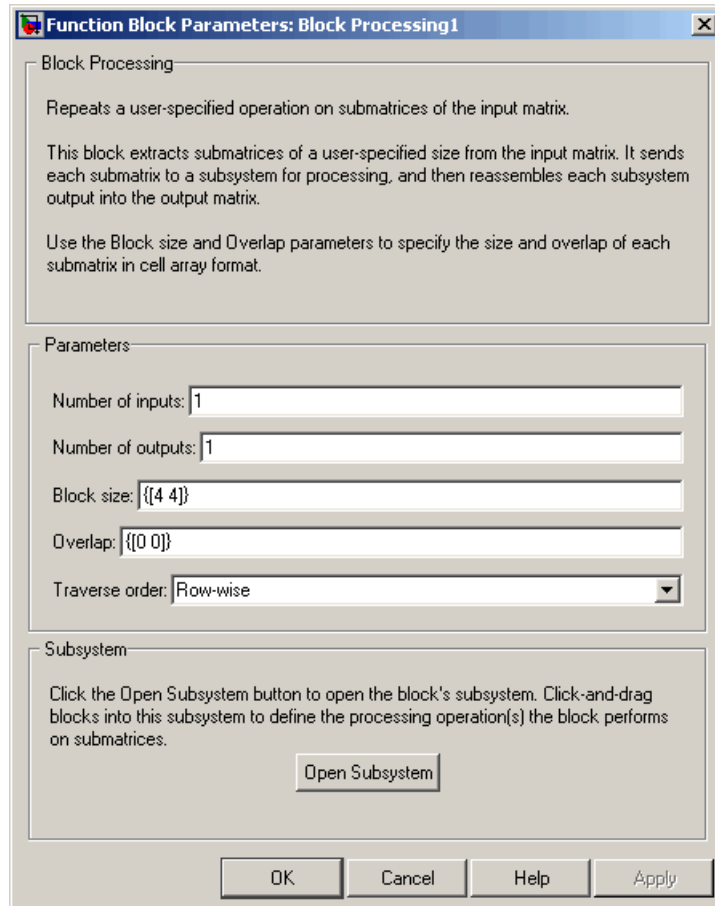 Function Block Parameters: Block Processing1
Block Processing
Repeats a user-specified operation on submatrices of the input matrix.
This block extracts submatrices of a user-specified size from the input matrix. It sends
each submatrix to a subsystem for processing, and then reassembles each subsystem
output into the output matrix.
Use the Block size and Overlap parameters to specify the size and overlap of each
submatrix in cell array format.
Parameters
Number of inputs: 1
Number of outputs: 1
Block size: {[4 4]}
Overlap: {[0 0]}
Traverse order: Row-wise
Subsystem
Click the Open Subsystem button to open the block's subsystem. Click-and-drag
blocks into this subsystem to define the processing operation(s) the block performs
on submatrices.
Open Subsystem
OK Cancel Help Apply